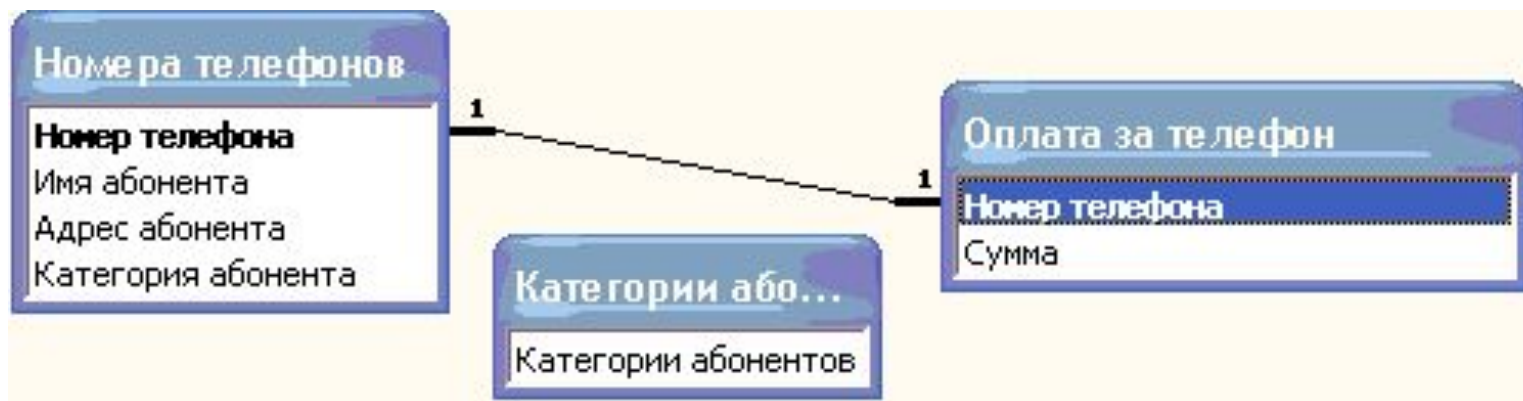 Номера телефонов
Номер телефона
Имя абонента
Адрес абонента
Категория абонента
1
1
Категории або...
Категории абонентов
Оплата за телефон
Номер телефона
Сумма